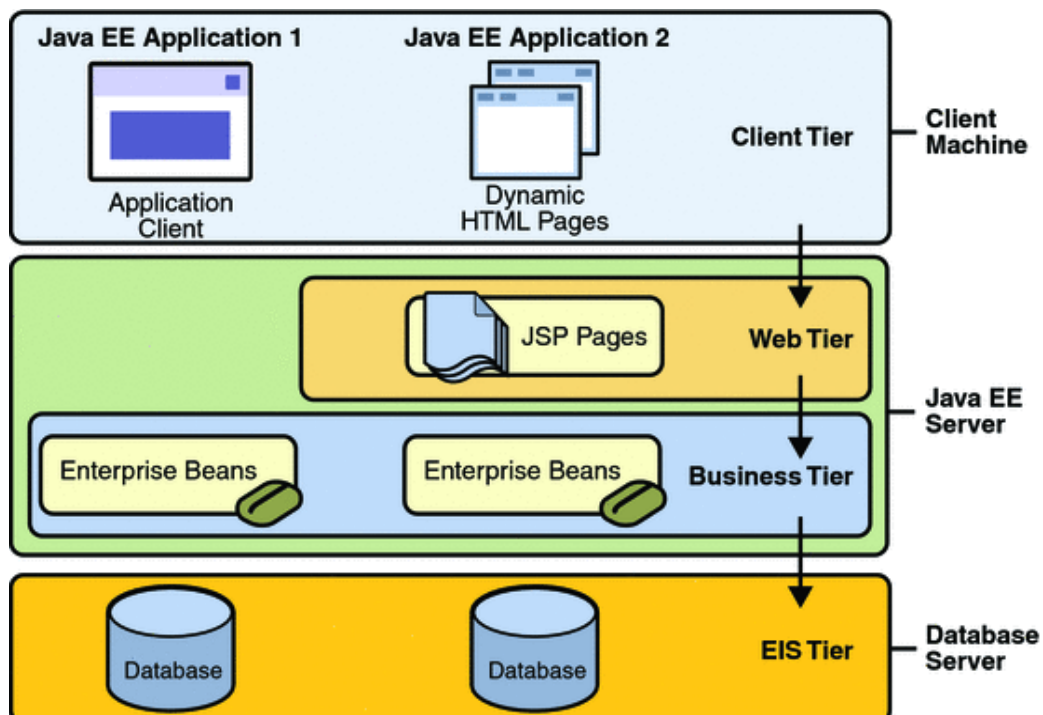 Java EE Application 1
Java EE Application 2
Application
Client
Dynamic
HTML Pages
Client Tier
Client
Machine
JSP Pages
Web Tier
Java EE
Server
Enterprise Beans
Enterprise Beans
Business Tier
Database
Database
EIS Tier
Database
Server